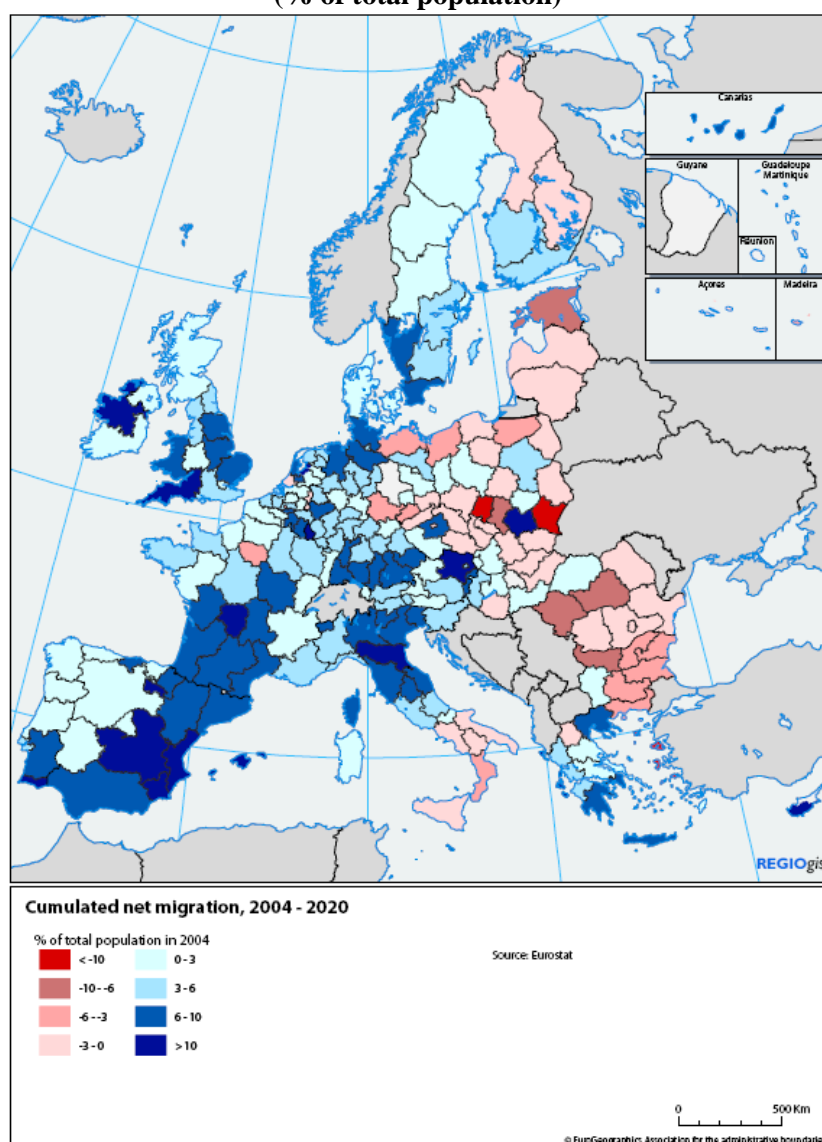 (% of total population)
Canarias
Guyane
Guadeloupe
Martinique
Réunion
Açores
Madeira
REGIOgis
Cumulated net migration, 2004 - 2020
% of total population in 2004
< -10
0 - 3
-10 - -6
3 - 6
-6 - -3
6 - 10
-3 - 0
> 10
Source: Eurostat
0
500 Km
© EuroGeographics Association for the administrative boundaries